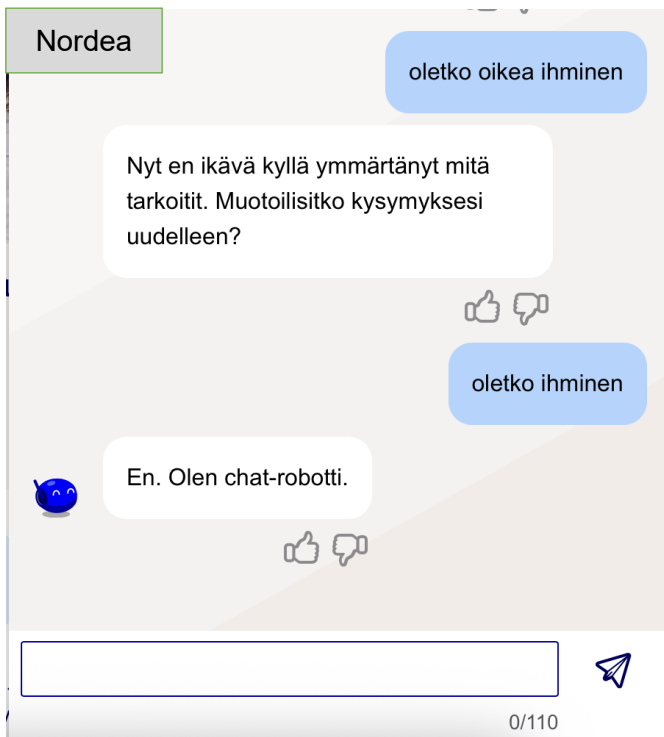 Nordea
oletko oikea ihminen
Nyt en ikävä kyllä ymmärtänyt mitä
tarkoitit. Muotoilisitko kysymyksesi
uudelleen?
oletko ihminen
En. Olen chat-robotti.
0/110